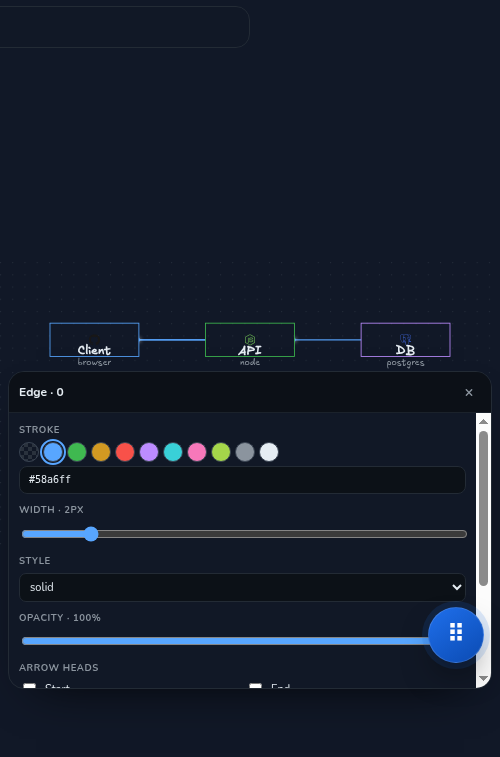 Client
API
DB
browser
node
postgres
Edge · 0
×
STROKE
#58a6ff
WIDTH · 2PX
STYLE
solid
OPACITY · 100%
ARROW HEADS
Start
End